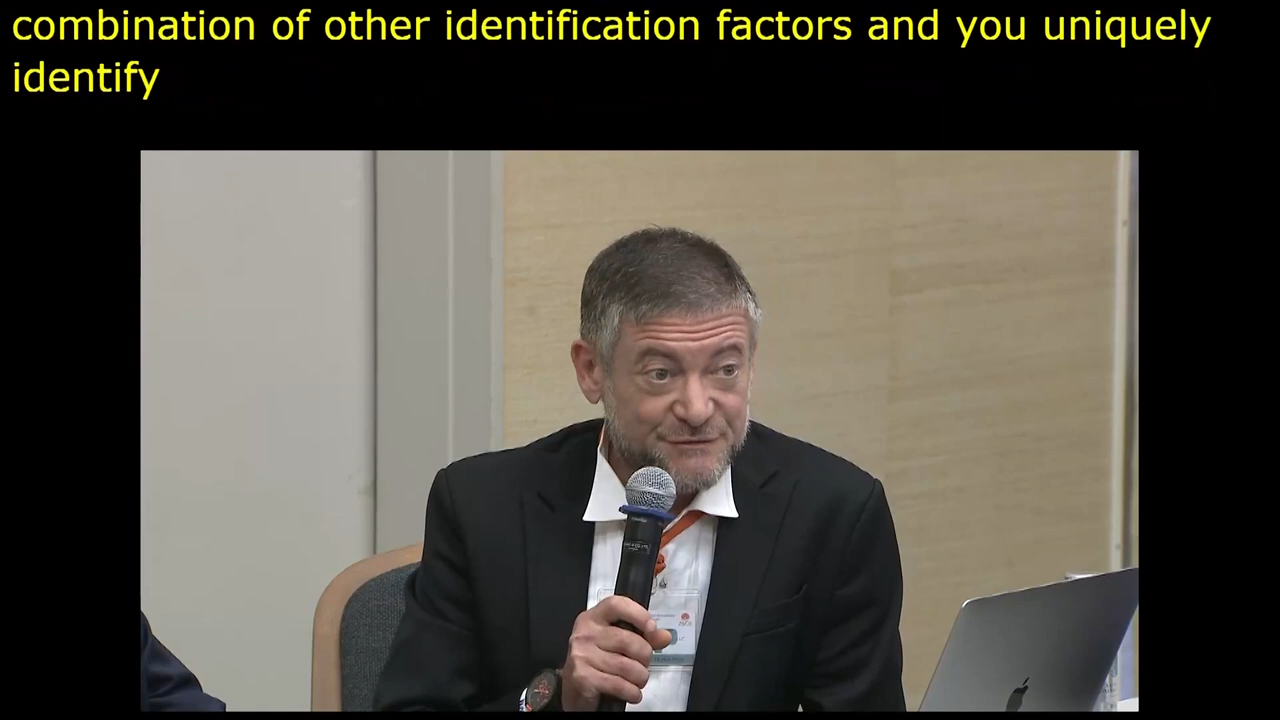 combination of other identification factors and you uniquely
identify